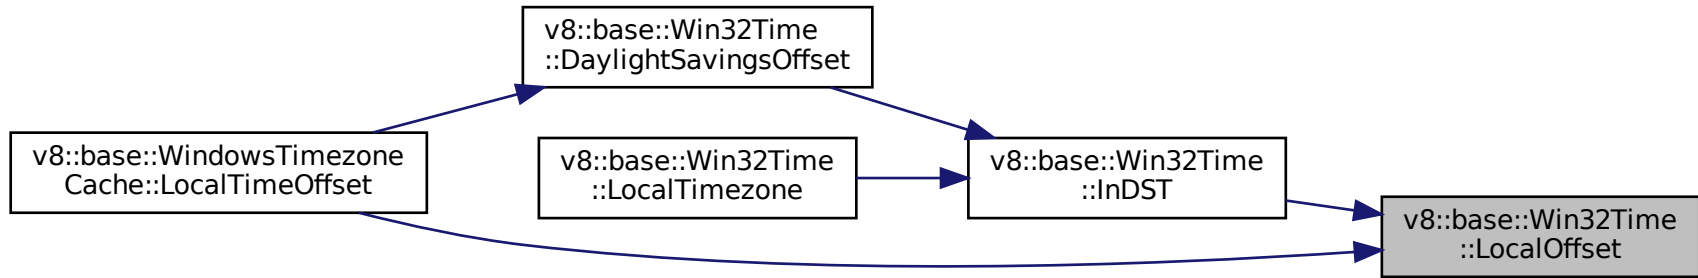 v8::base::Win32Time
::DaylightSavingsOffset
v8::base::WindowsTimezone
Cache::LocalTimeOffset
v8::base::Win32Time
::LocalTimezone
v8::base::Win32Time
::InDST
v8::base::Win32Time
::LocalOffset